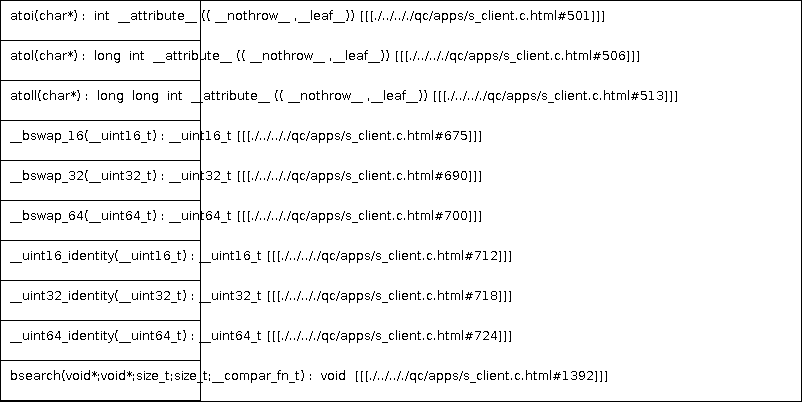 atoi(char*) : int __attribute__ (( __nothrow__ ,__leaf__)) [[[./../../qc/apps/s_client.c.html#501]]]
atol(char*) : long int __attribute__ (( __nothrow__ ,__leaf__)) [[[./../../qc/apps/s_client.c.html#506]]]
atoll(char*) : long long int __attribute__ (( __nothrow__ ,__leaf__)) [[[./../../qc/apps/s_client.c.html#513]]]
__bswap_16(__uint16_t) : __uint16_t [[[./../../qc/apps/s_client.c.html#675]]]
__bswap_32(__uint32_t) : __uint32_t [[[./../../qc/apps/s_client.c.html#690]]]
__bswap_64(__uint64_t) : __uint64_t [[[./../../qc/apps/s_client.c.html#700]]]
__uint16_identity(__uint16_t) : __uint16_t [[[./../../qc/apps/s_client.c.html#712]]]
__uint32_identity(__uint32_t) : __uint32_t [[[./../../qc/apps/s_client.c.html#718]]]
__uint64_identity(__uint64_t) : __uint64_t [[[./../../qc/apps/s_client.c.html#724]]]
bsearch(void*;void*;size_t;size_t;__compar_fn_t) : void [[[./../../qc/apps/s_client.c.html#1392]]]